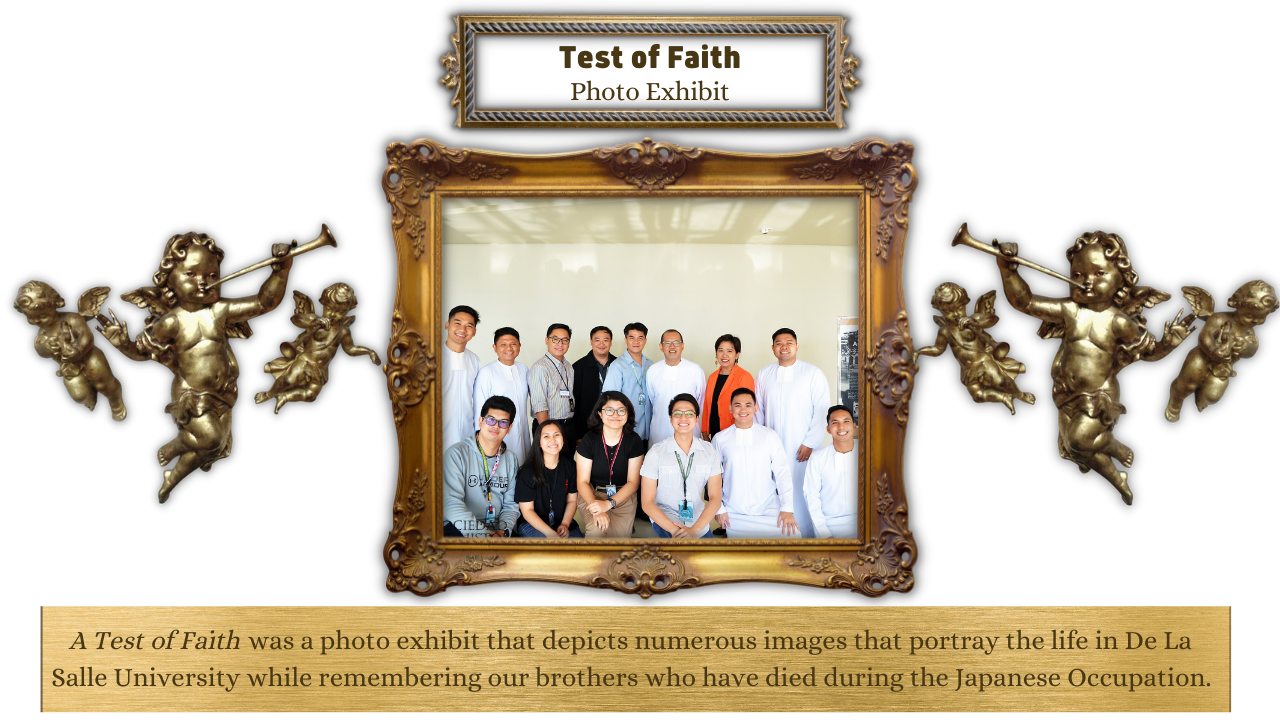 Test of Faith
Photo Exhibit
A Test of Faith was a photo exhibit that depicts numerous images that portray the life in De La
Salle University while remembering our brothers who have died during the Japanese Occupation.